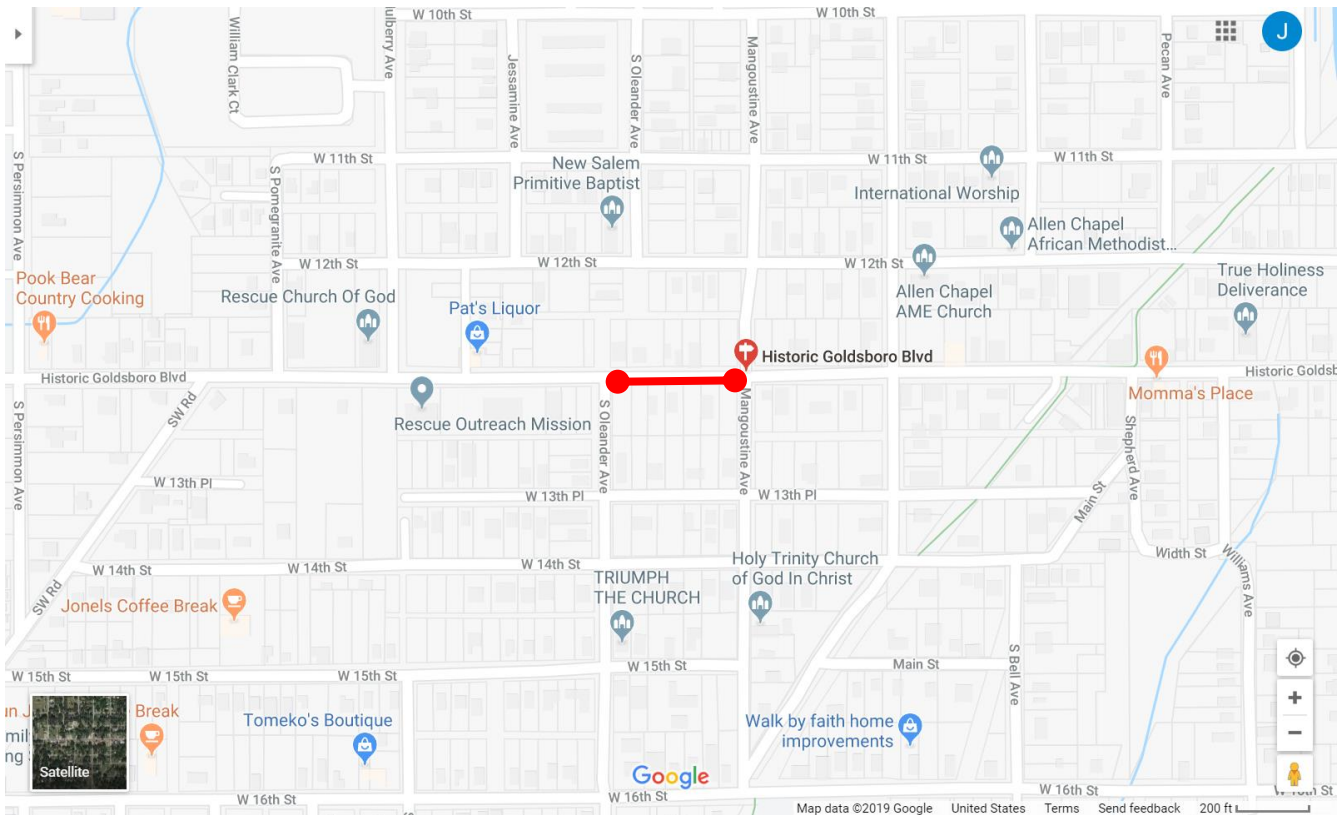 ulberry Ave
W 10th St
W 10th St
J
William Clark Ct
Jessamine Ave
S Oleander Ave
Mangoustine Ave
Pecan Ave
S Persimmon Ave
W 11th St
S Pomegranite Ave
New Salem
Primitive Baptist
W 11th St
W 11th St
International Worship
Allen Chapel
African Methodist...
W 12th St
W 12th St
W 12th St
Pook Bear
Country Cooking
Rescue Church Of God
Pat's Liquor
Allen Chapel
AME Church
True Holiness
Deliverance
Historic Goldsboro Blvd
Historic Goldsboro Blvd
Historic Goldsb
Momma's Place
SW Rd
S Persimmon Ave
Rescue Outreach Mission
S Oleander Ave
Mangoustine Ave
Shepherd Ave
W 13th Pl
W 13th Pl
W 13th Pl
Main St
W 14th St
W 14th St
W 14th St
Holy Trinity Church
of God In Christ
Width St
Williams Ave
SW Rd
Jonels Coffee Break
TRIUMPH
THE CHURCH
W 15th St
W 15th St
W 15th St
W 15th St
Main St
S Bell Ave
Break
Tomeko's Boutique
Walk by faith home
improvements
Satellite
Google
W 16th St
W 16th St
W 16th St
Map data ©2019 Google
United States
Terms
Send feedback
200 ft